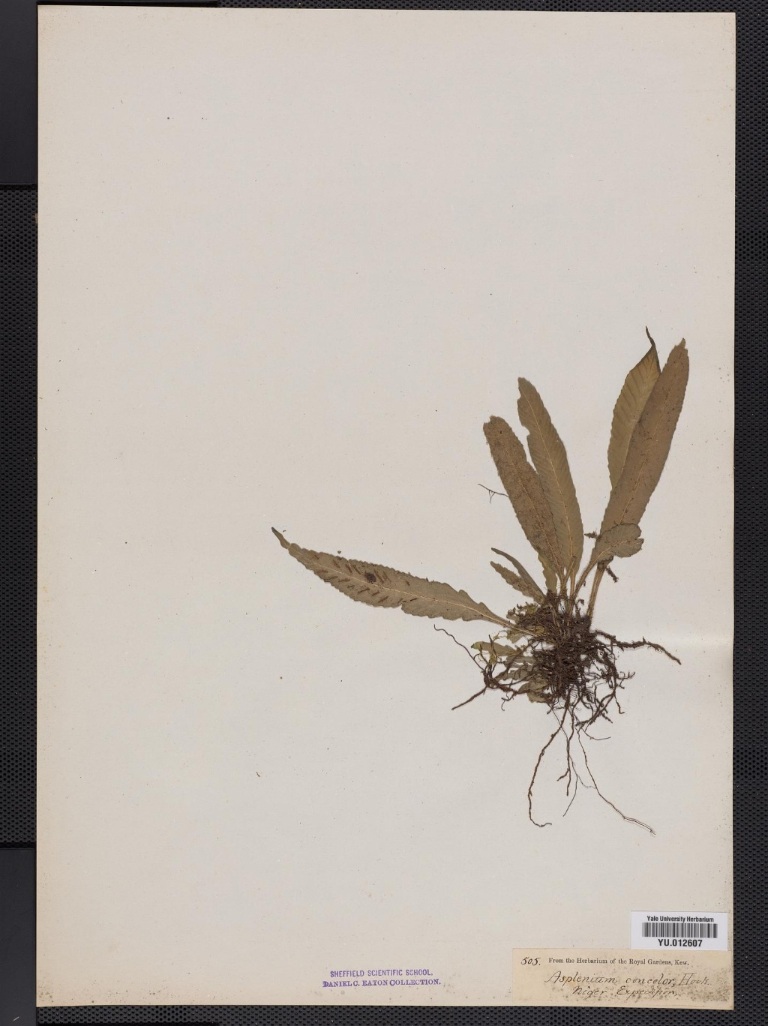 Yale University Herbarium
YU.012607
505. From the Herbarium of the Royal Gardens, Kew.
Asplenium concolor, Hook
Niger Expedition.
SHEFFIELD SCIENTIFIC SCHOOL.
DANIEL C. EATON COLLECTION.